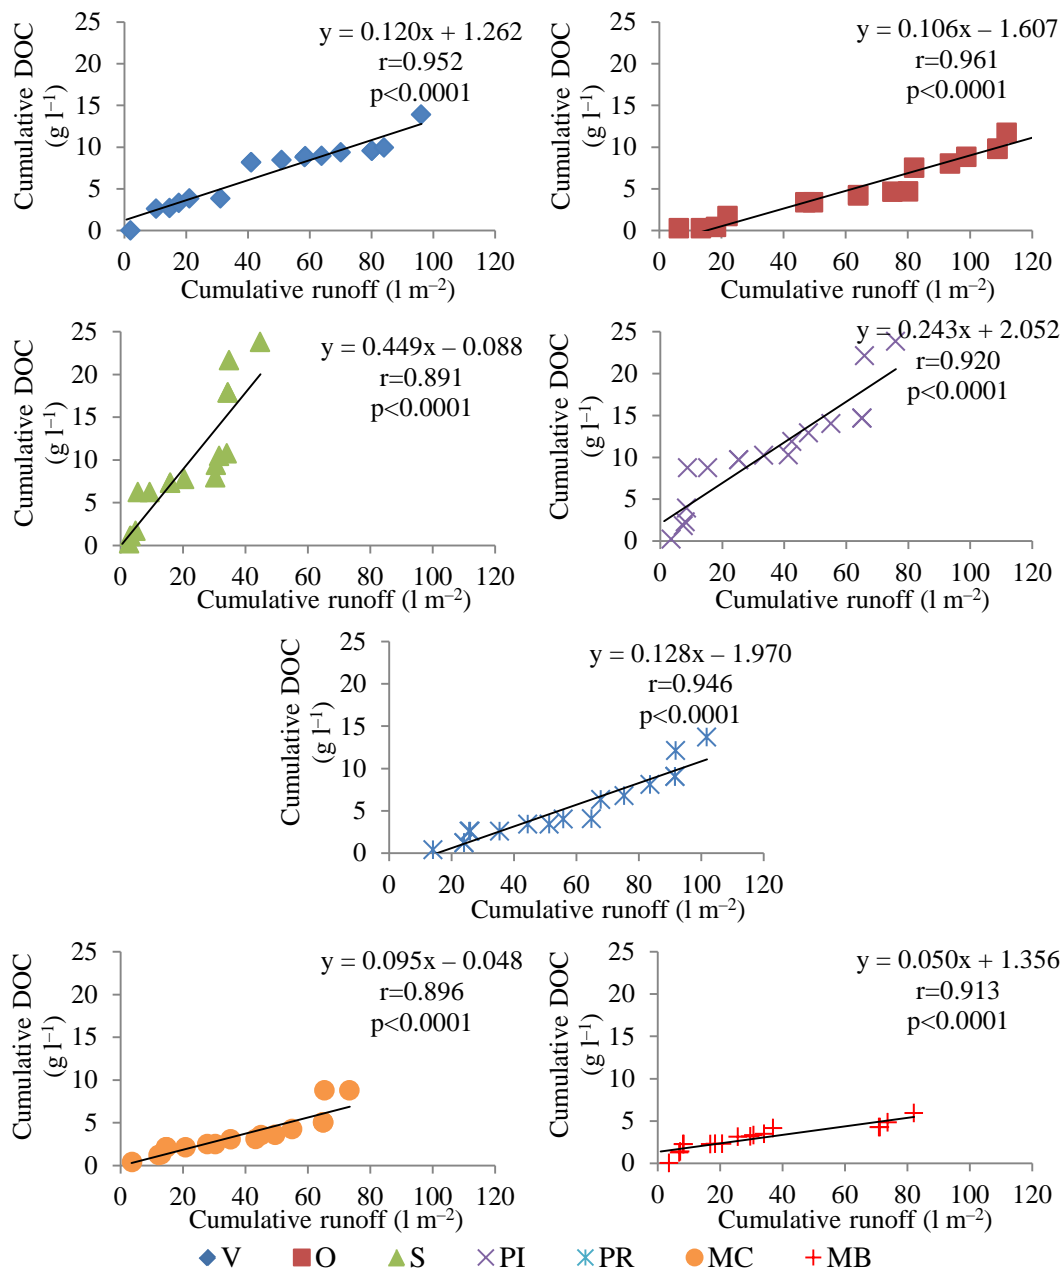 y = 0.120x + 1.262
r=0.952
p<0.0001
Cumulative DOC
(g l⁻¹)
25
20
15
10
5
0
0 20 40 60 80 100 120
Cumulative runoff (l m⁻²)
y = 0.106x – 1.607
r=0.961
p<0.0001
Cumulative DOC
(g l⁻¹)
25
20
15
10
5
0
0 20 40 60 80 100 120
Cumulative runoff (l m⁻²)
y = 0.449x – 0.088
r=0.891
p<0.0001
Cumulative DOC
(g l⁻¹)
25
20
15
10
5
0
0 20 40 60 80 100 120
Cumulative runoff (l m⁻²)
y = 0.243x + 2.052
r=0.920
p<0.0001
Cumulative DOC
(g l⁻¹)
25
20
15
10
5
0
0 20 40 60 80 100 120
Cumulative runoff (l m⁻²)
y = 0.128x – 1.970
r=0.946
p<0.0001
Cumulative DOC
(g l⁻¹)
25
20
15
10
5
0
0 20 40 60 80 100 120
Cumulative runoff (l m⁻²)
y = 0.095x – 0.048
r=0.896
p<0.0001
Cumulative DOC
(g l⁻¹)
25
20
15
10
5
0
0 20 40 60 80 100 120
Cumulative runoff (l m⁻²)
y = 0.050x + 1.356
r=0.913
p<0.0001
Cumulative DOC
(g l⁻¹)
25
20
15
10
5
0
0 20 40 60 80 100 120
Cumulative runoff (l m⁻²)
V O S PI PR MC MB